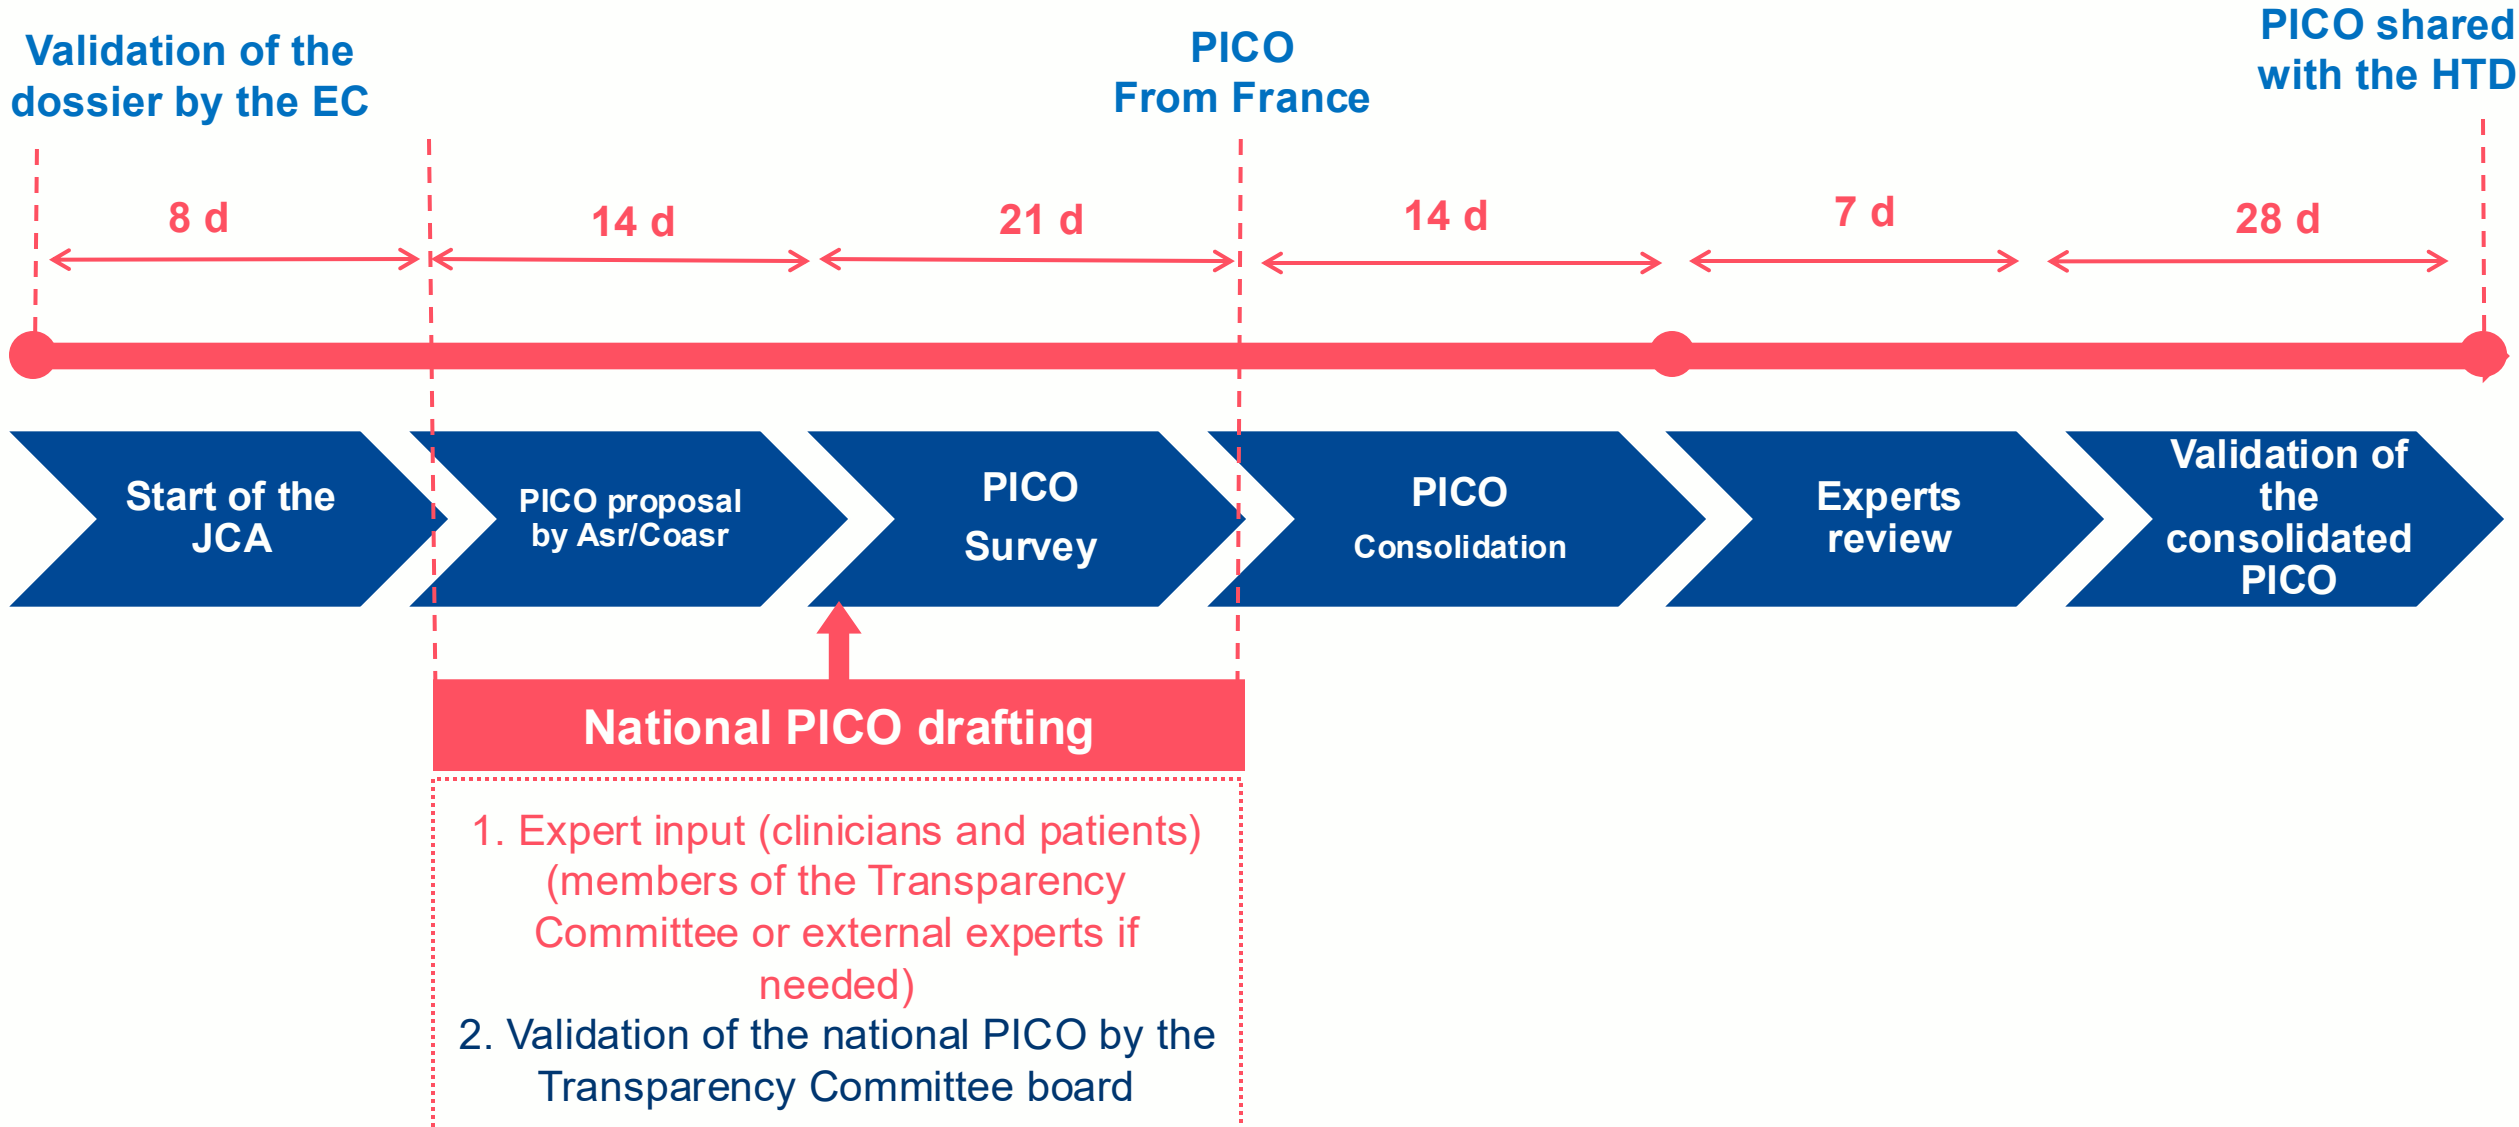 Validation of the
dossier by the EC
PICO
From France
PICO shared
with the HTD
8 d
14 d
21 d
14 d
7 d
28 d
Start of the
JCA
PICO proposal
by Asr/Coasr
PICO
Survey
PICO
Consolidation
Experts
review
Validation of
the
consolidated
PICO
National PICO drafting
1. Expert input (clinicians and patients)
(members of the Transparency
Committee or external experts if
needed)
2. Validation of the national PICO by the
Transparency Committee board